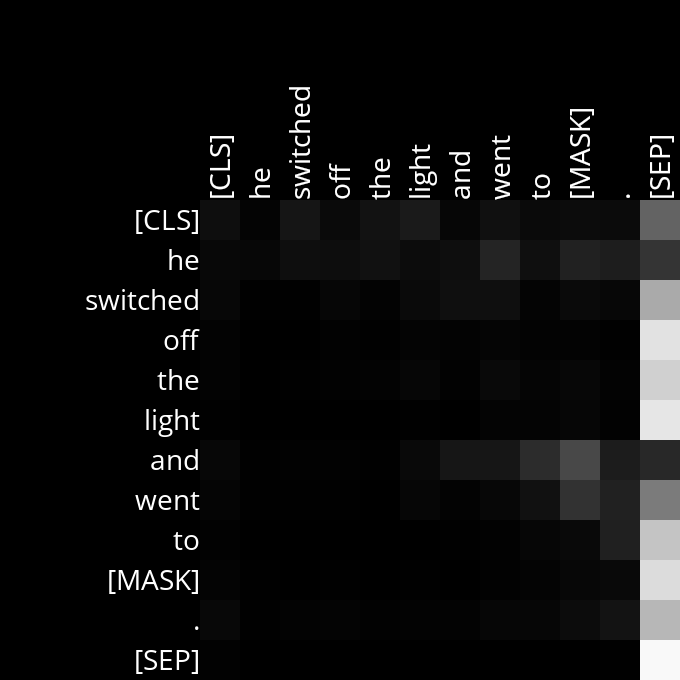 [CLS] he switched off the light and went to [MASK] . [SEP]
[CLS]
he
switched
off
the
light
and
went
to
[MASK]
.
[SEP]